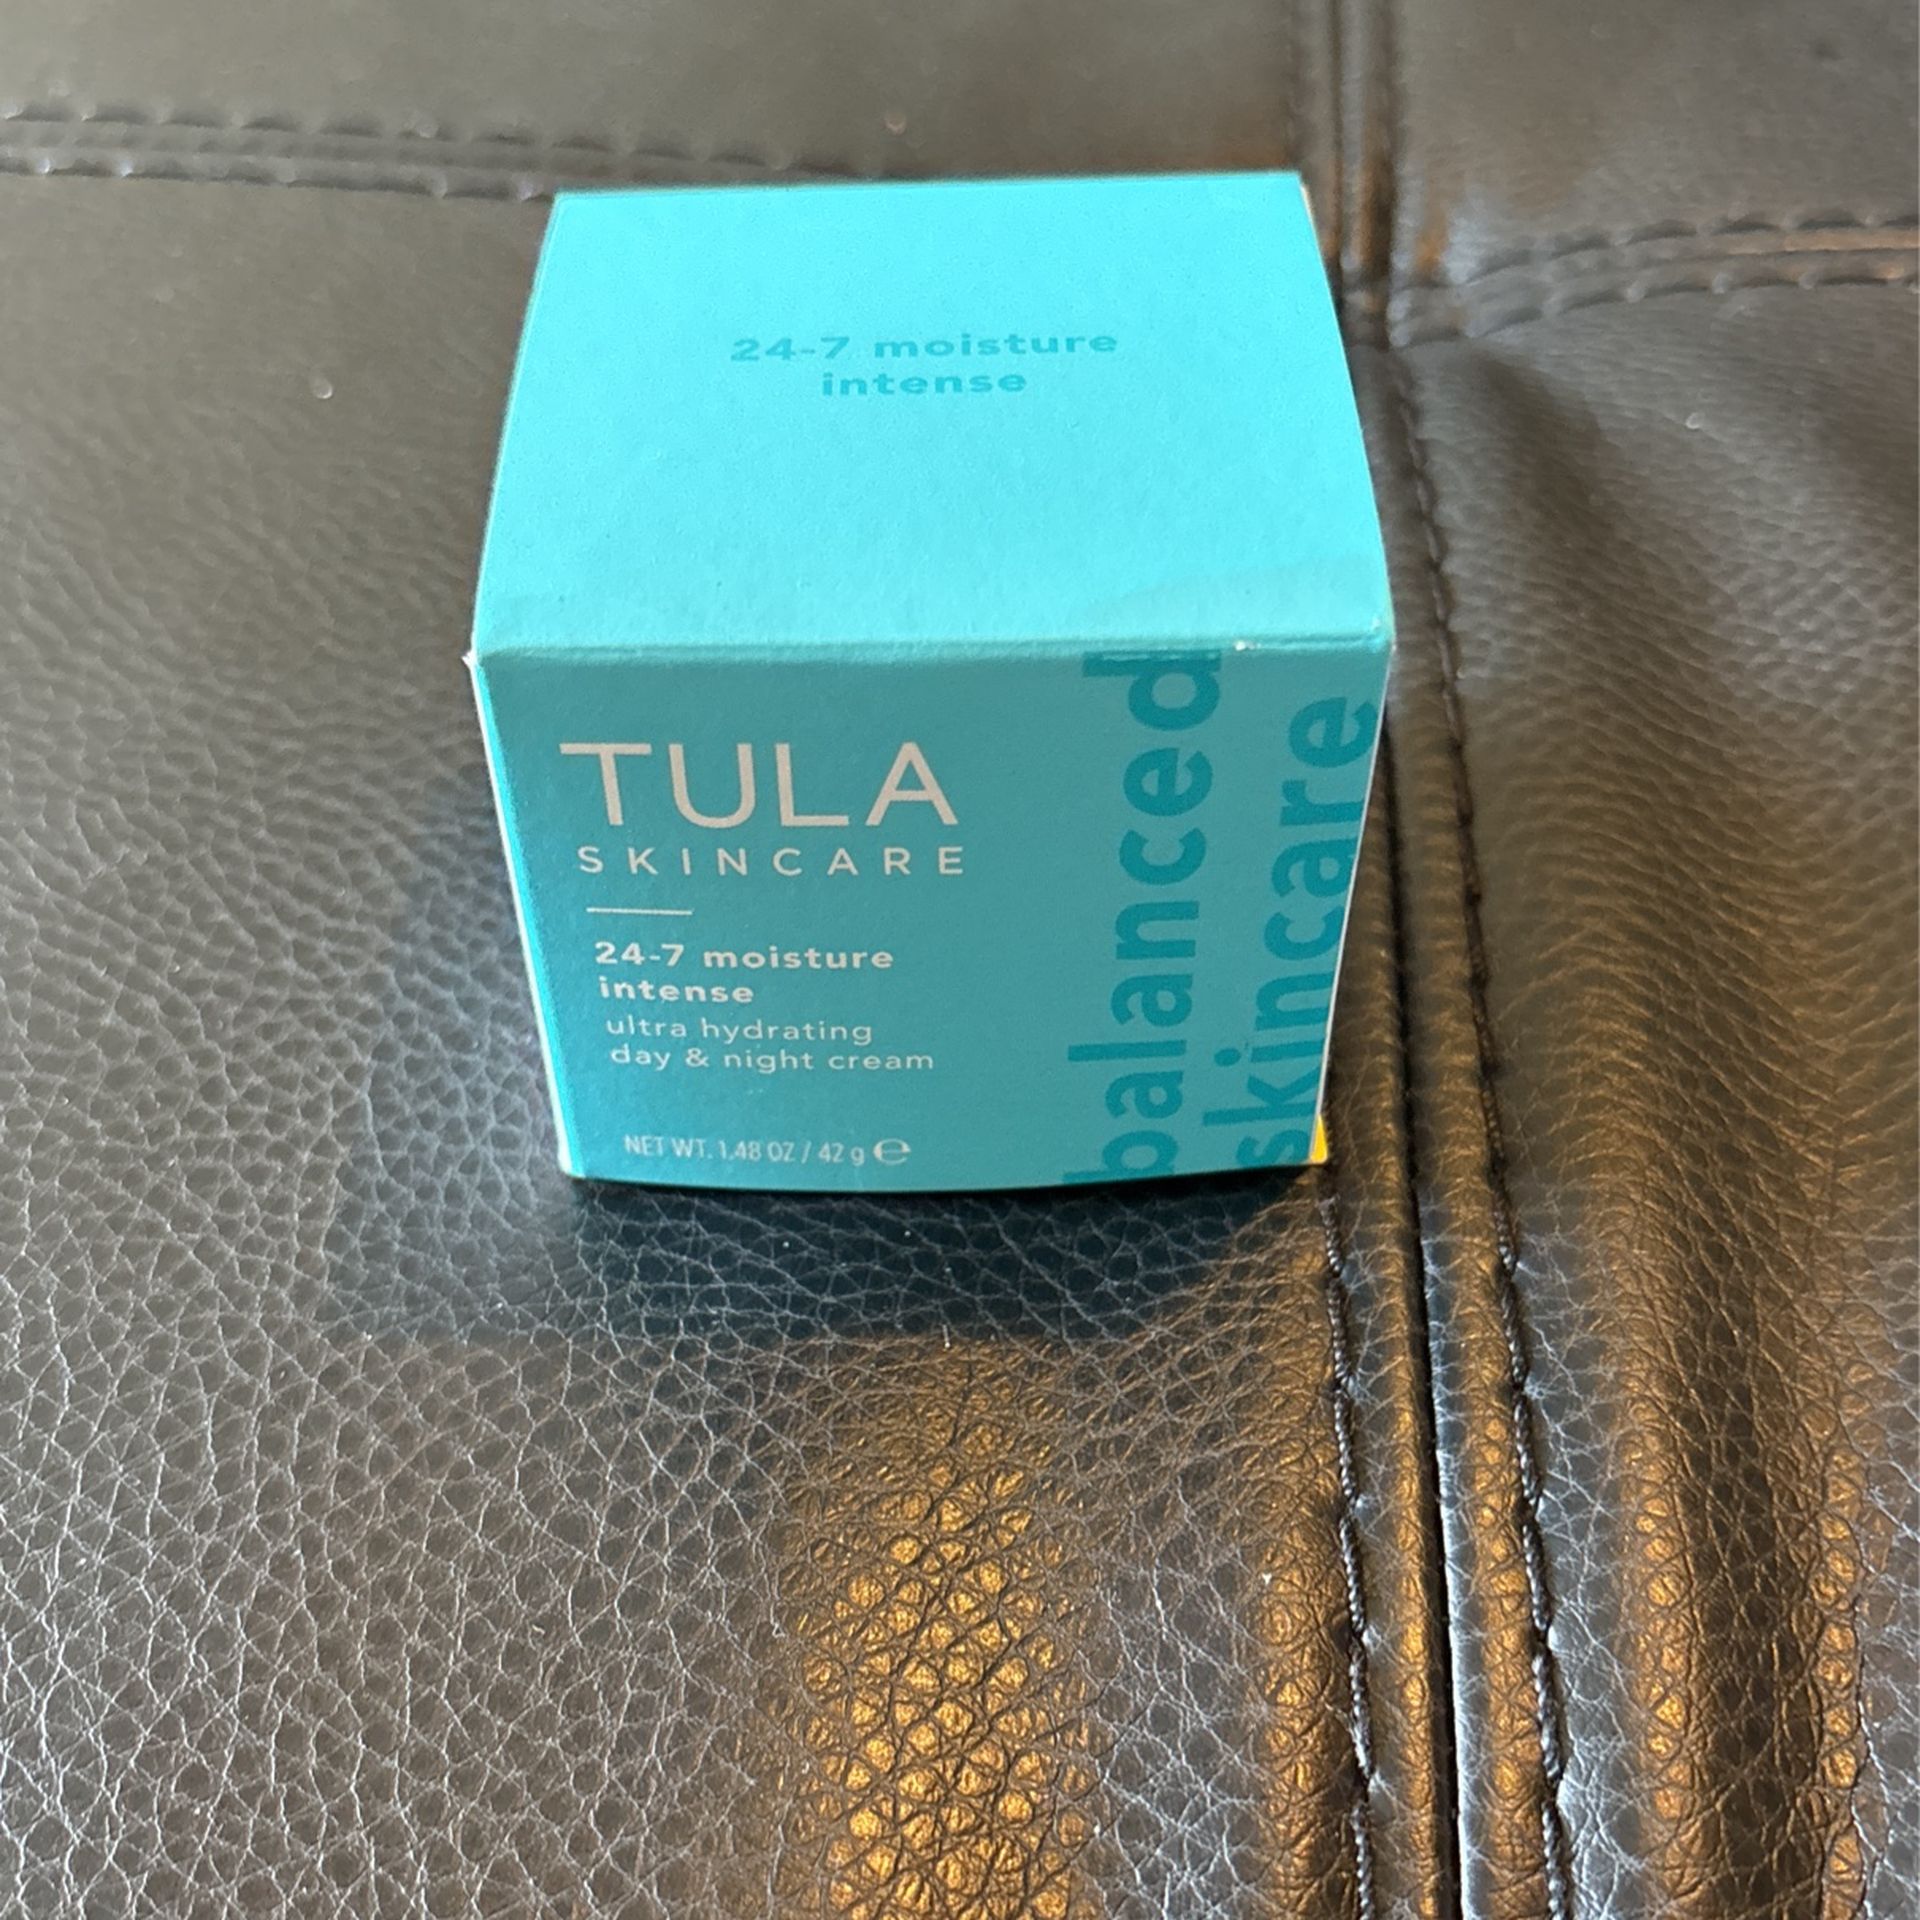 24-7 moisture
intense
TULA
SKINCARE
24-7 moisture
intense
ultra hydrating
day & night cream
NET WT. 1.48 OZ / 42 g ℮
balanced
skincare